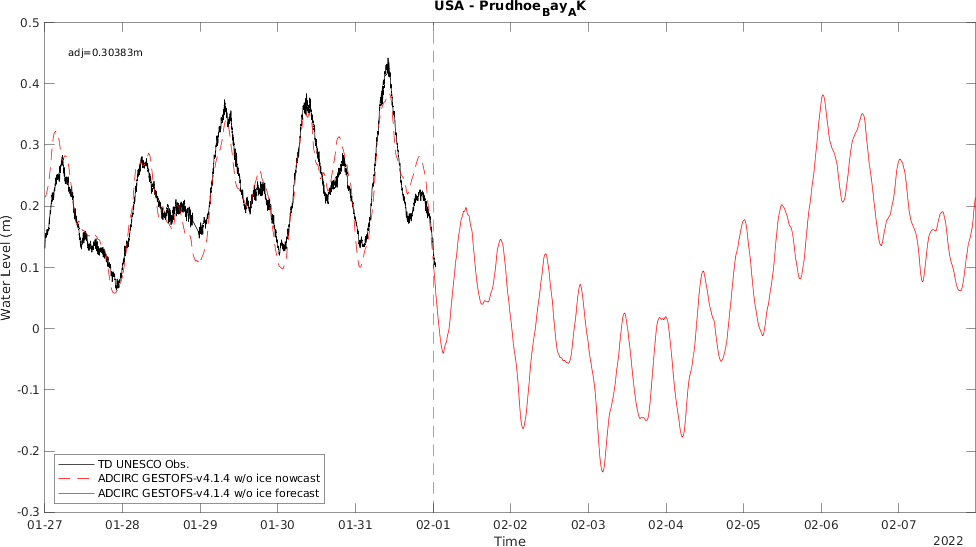 USA - Prudhoe_Bay_AK
adj=0.30383m
0.5
0.4
0.3
0.2
0.1
0
-0.1
-0.2
-0.3
Water Level (m)
TD UNESCO Obs.
ADCIRC GESTOFS-v4.1.4 w/o ice nowcast
ADCIRC GESTOFS-v4.1.4 w/o ice forecast
01-27 01-28 01-29 01-30 01-31 02-01 02-02 02-03 02-04 02-05 02-06 02-07
Time
2022